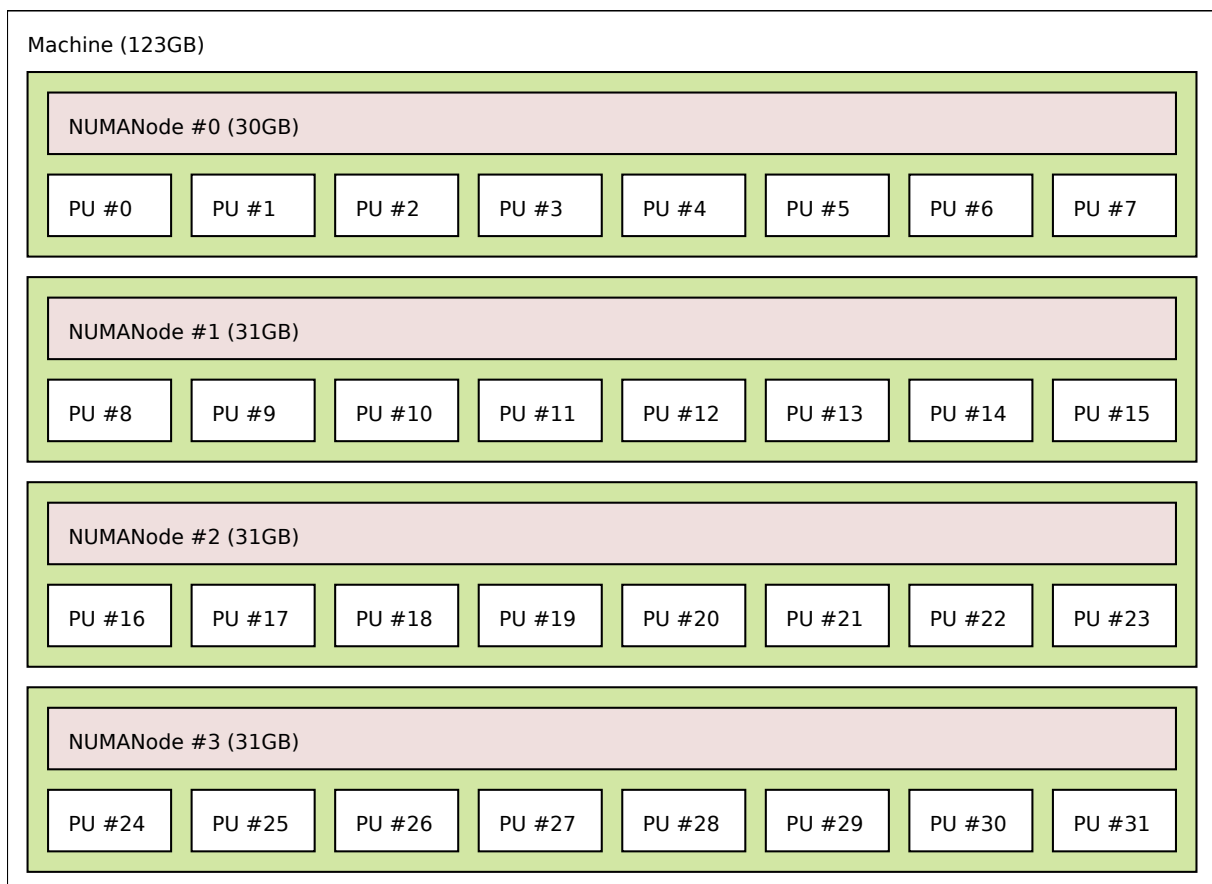 Machine (123GB)
NUMANode #0 (30GB)
PU #0 PU #1 PU #2 PU #3 PU #4 PU #5 PU #6 PU #7
NUMANode #1 (31GB)
PU #8 PU #9 PU #10 PU #11 PU #12 PU #13 PU #14 PU #15
NUMANode #2 (31GB)
PU #16 PU #17 PU #18 PU #19 PU #20 PU #21 PU #22 PU #23
NUMANode #3 (31GB)
PU #24 PU #25 PU #26 PU #27 PU #28 PU #29 PU #30 PU #31